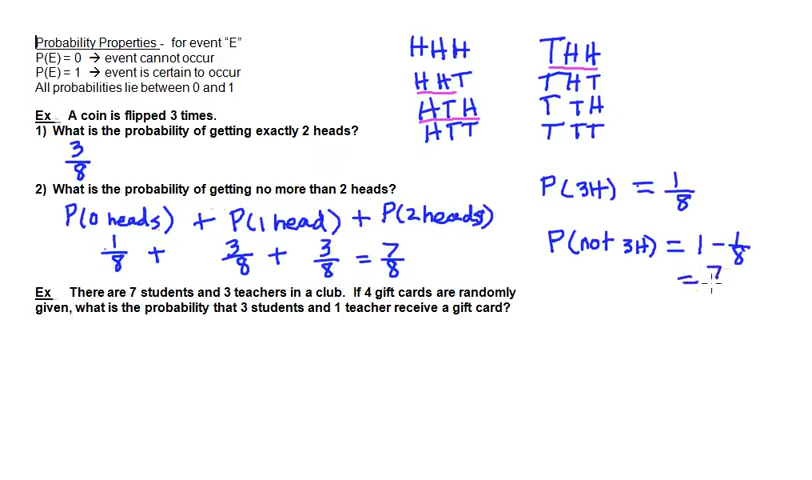 Probability Properties - for event "E"
P(E) = 0 → event cannot occur
P(E) = 1 → event is certain to occur
All probabilities lie between 0 and 1
Ex A coin is flipped 3 times.
1) What is the probability of getting exactly 2 heads?
3/8
HHH THH
HHT THT
HTH TTH
HTT TTT
2) What is the probability of getting no more than 2 heads?
P(0 heads) + P(1 head) + P(2 heads)
1/8 + 3/8 + 3/8 = 7/8
P(3H) = 1/8
P(not 3H) = 1 - 1/8
= 7
Ex There are 7 students and 3 teachers in a club. If 4 gift cards are randomly
given, what is the probability that 3 students and 1 teacher receive a gift card?